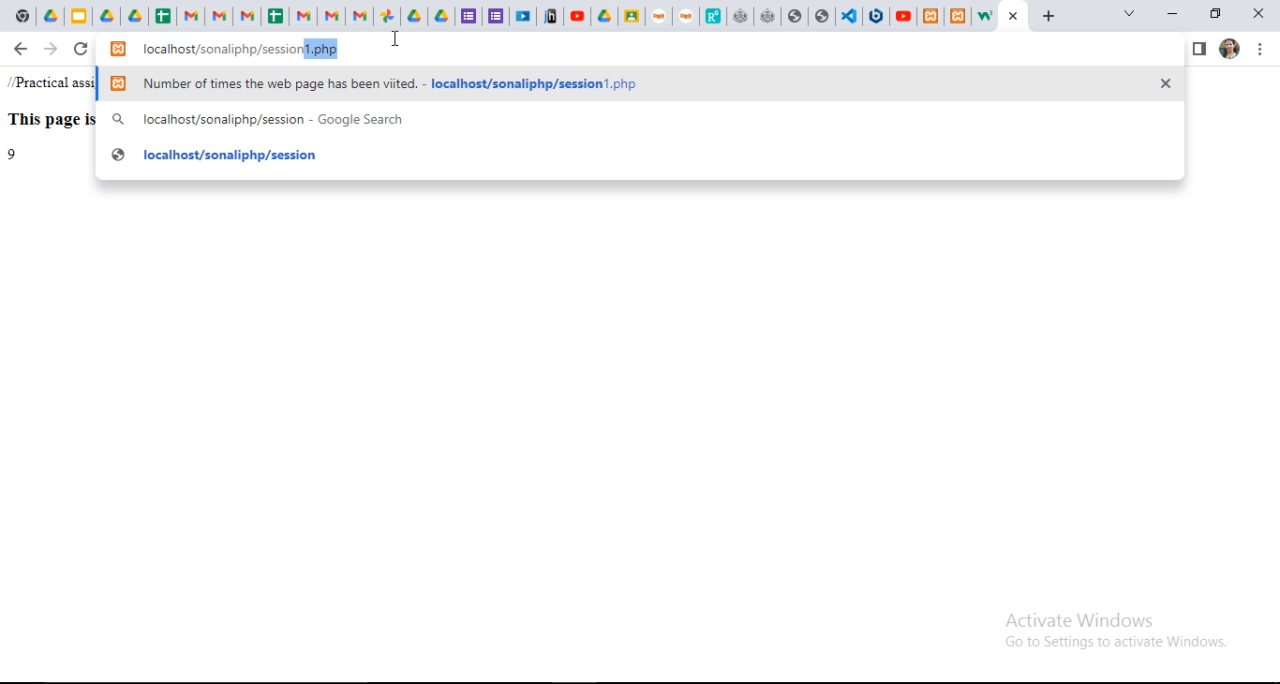 localhost/sonaliphp/session1.php
//Practical assi
Number of times the web page has been viited. - localhost/sonaliphp/session1.php
This page is
localhost/sonaliphp/session - Google Search
9
localhost/sonaliphp/session
Activate Windows
Go to Settings to activate Windows.